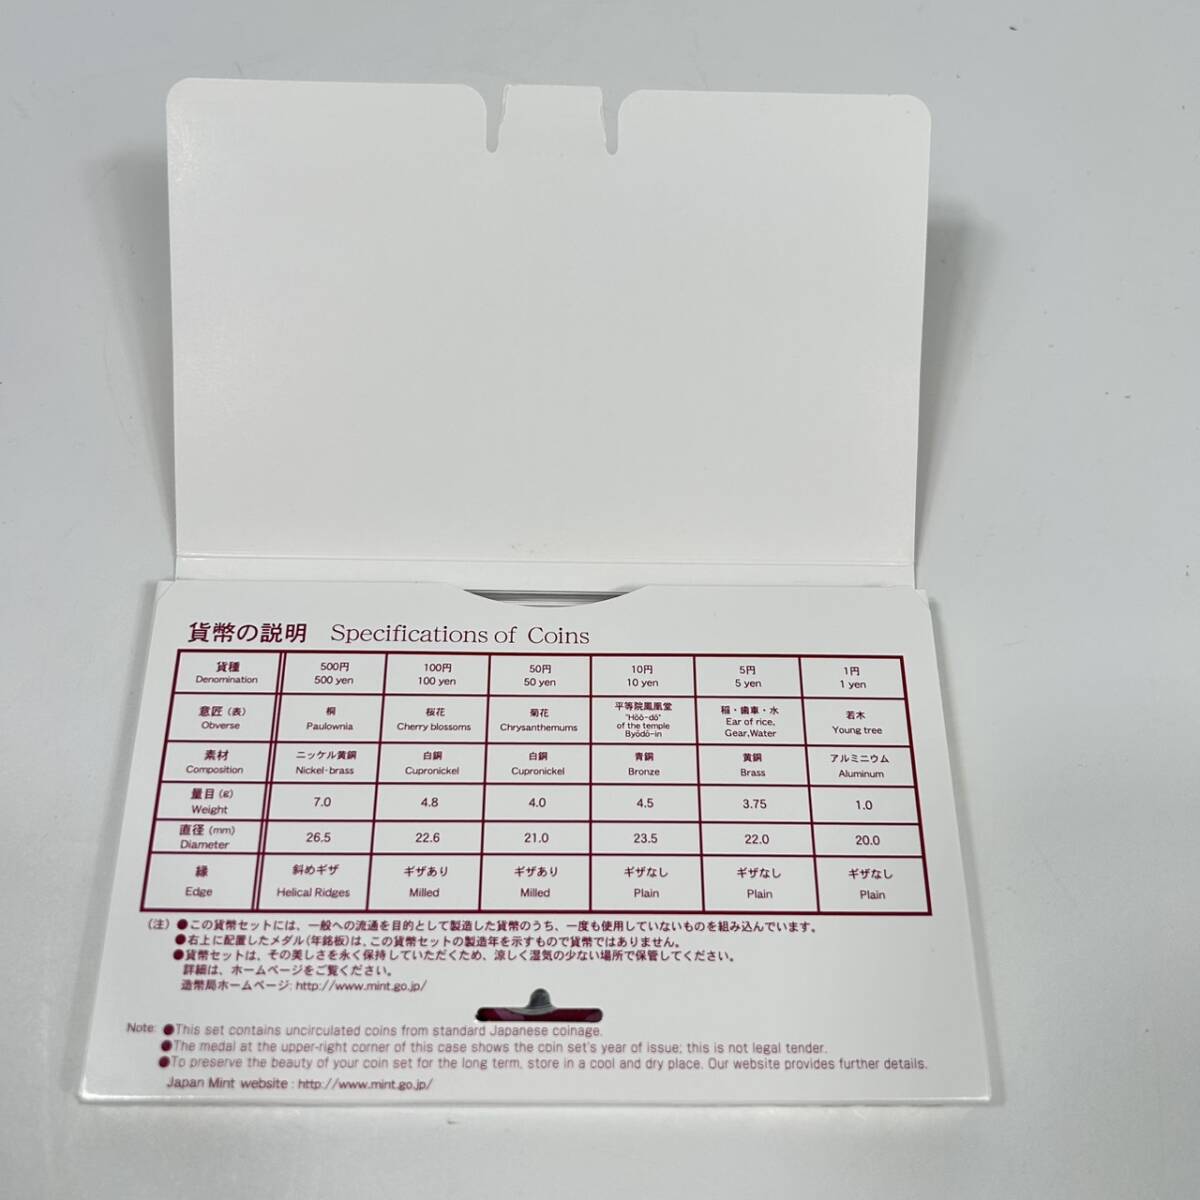 貨幣の説明 Specifications of Coins
貨種 500円 100円 50円 10円 5円 1円
Denomination 500 yen 100 yen 50 yen 10 yen 5 yen 1 yen
意匠(表) 桐 桜花 菊花 平等院鳳凰堂 稲・歯車・水 若木
Obverse Paulownia Cherry blossoms Chrysanthemums "Hōō-dō" of the temple Byōdō-in Ear of rice, Gear,Water Young tree
素材 ニッケル黄銅 白銅 白銅 青銅 黄銅 アルミニウム
Composition Nickel-brass Cupronickel Cupronickel Bronze Brass Aluminum
量目(g)
Weight 7.0 4.8 4.0 4.5 3.75 1.0
直径(mm)
Diameter 26.5 22.6 21.0 23.5 22.0 20.0
縁 斜めギザ ギザあり ギザあり ギザなし ギザなし ギザなし
Edge Helical Ridges Milled Milled Plain Plain Plain
(注)●この貨幣セットには、一般への流通を目的として製造した貨幣のうち、一度も使用していないものを組み込んでいます。
●右上に配置したメダル(年銘板)は、この貨幣セットの製造年を示すもので貨幣ではありません。
●貨幣セットは、その美しさを永く保持していただくため、涼しく湿気の少ない場所で保管してください。
詳細は、ホームページをご覧ください。
造幣局ホームページ:http://www.mint.go.jp/
Note: ●This set contains uncirculated coins from standard Japanese coinage.
●The medal at the upper-right corner of this case shows the coin set's year of issue; this is not legal tender.
●To preserve the beauty of your coin set for the long term, store in a cool and dry place. Our website provides further details.
Japan Mint website : http://www.mint.go.jp/